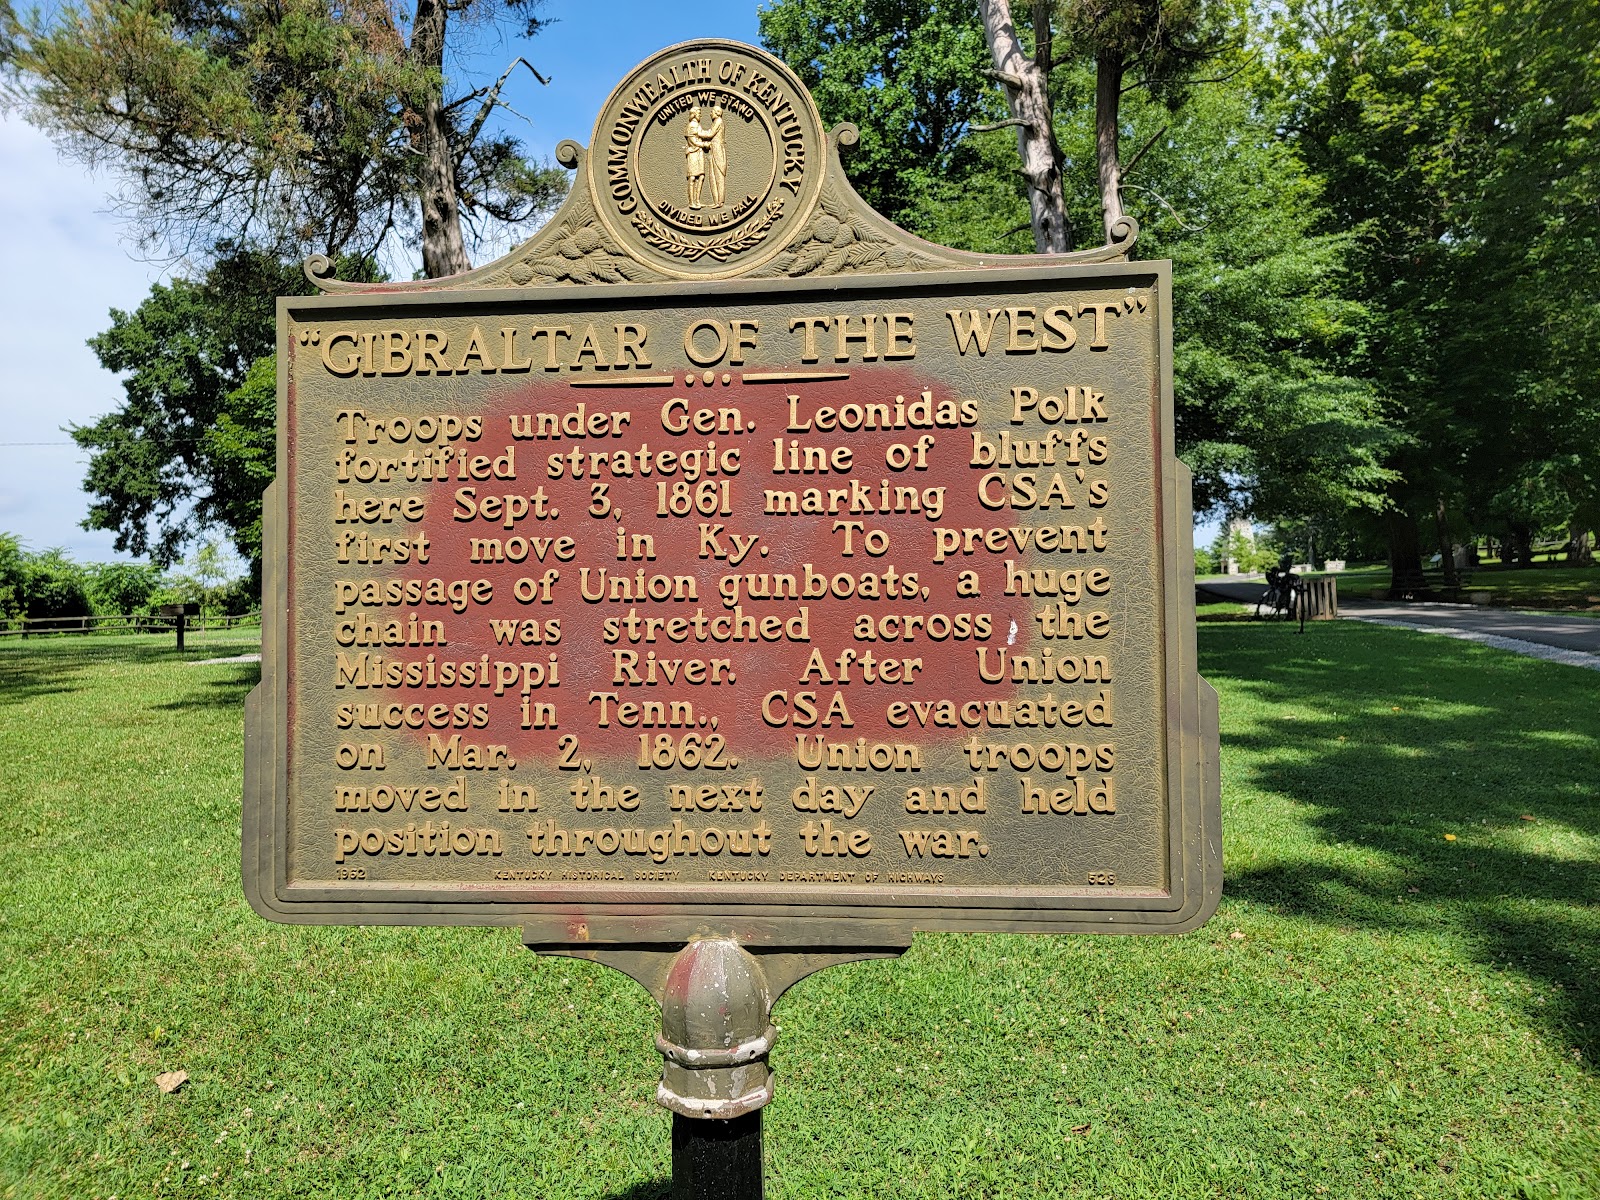 COMMONWEALTH OF KENTUCKY
UNITED WE STAND
DIVIDED WE FALL
"GIBRALTAR OF THE WEST"
Troops under Gen. Leonidas Polk
fortified strategic line of bluffs
here Sept. 3, 1861 marking CSA's
first move in Ky. To prevent
passage of Union gunboats, a huge
chain was stretched across the
Mississippi River. After Union
success in Tenn., CSA evacuated
on Mar. 2, 1862. Union troops
moved in the next day and held
position throughout the war.
1962 KENTUCKY HISTORICAL SOCIETY KENTUCKY DEPARTMENT OF HIGHWAYS 528